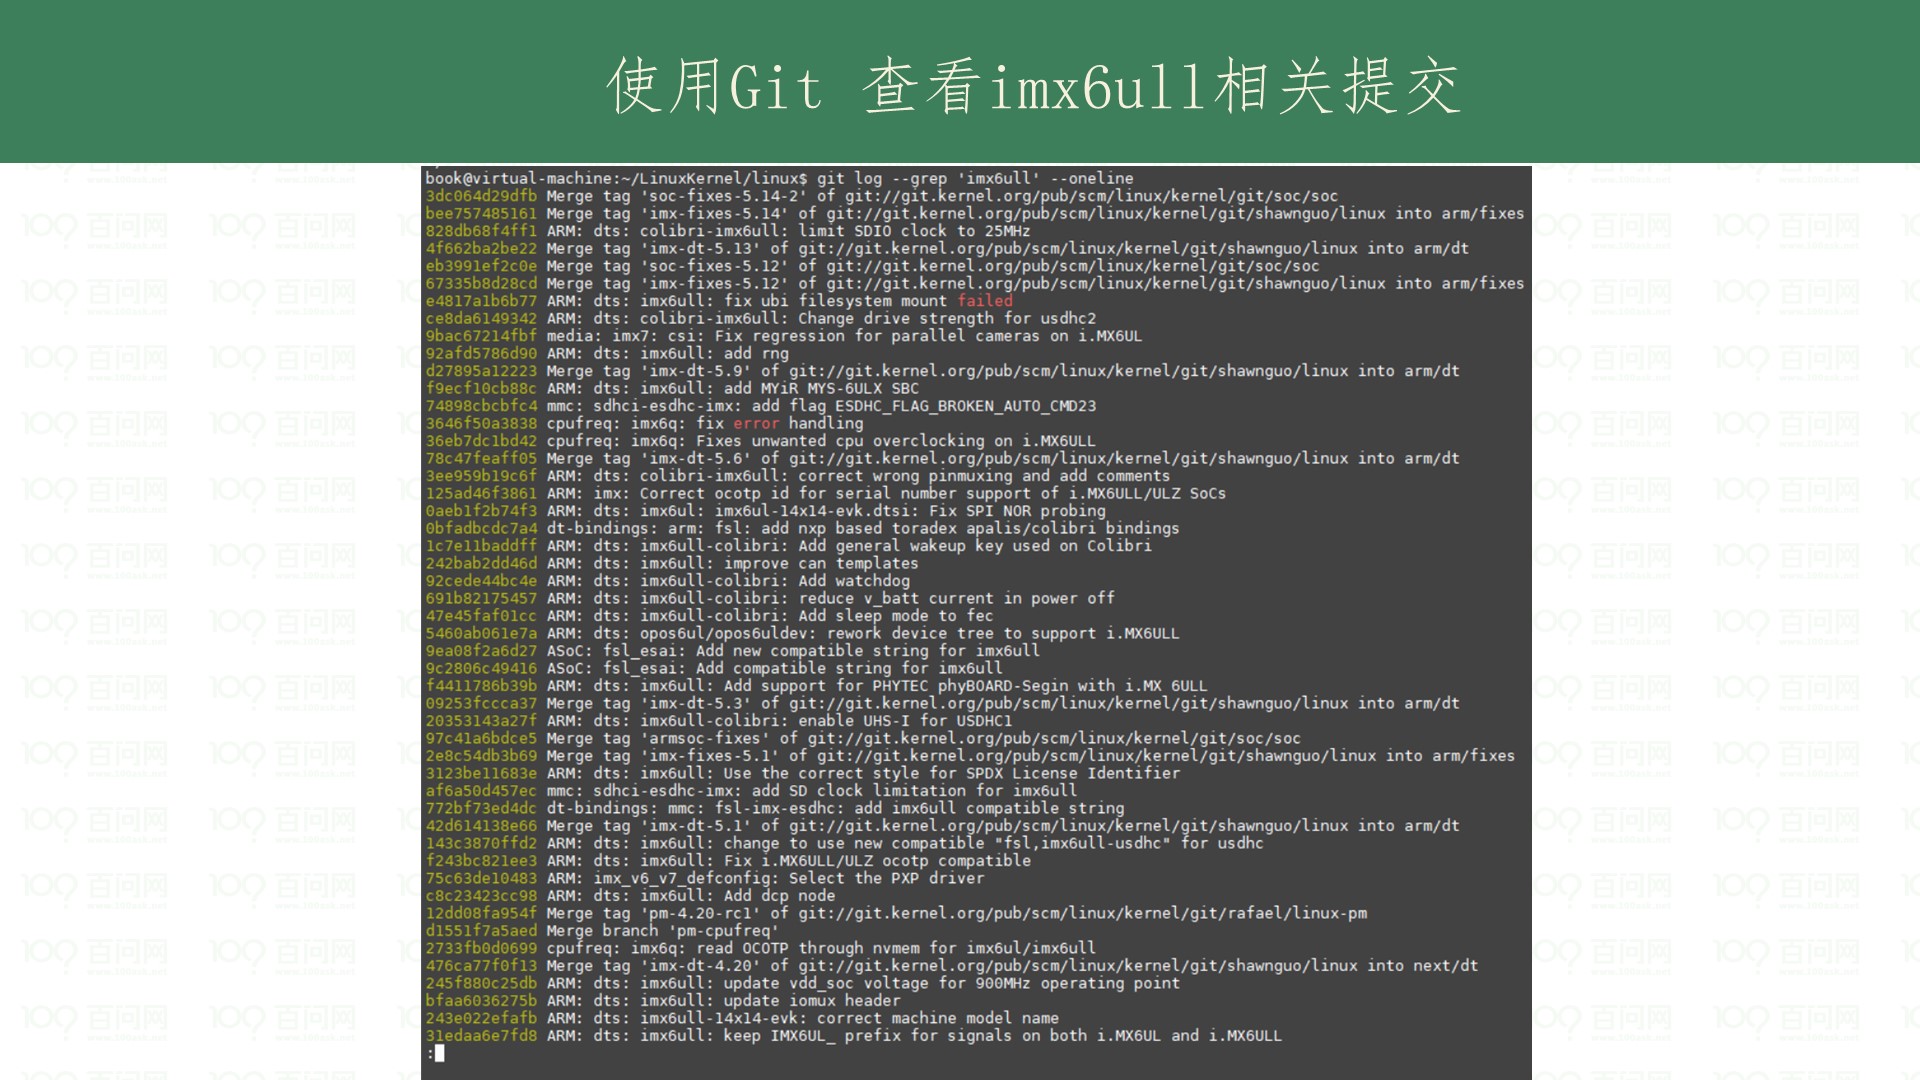 使用Git 查看imx6ull相关提交
book@virtual-machine:~/LinuxKernel/linux$ git log --grep 'imx6ull' --oneline
3dc064d29dfb Merge tag 'soc-fixes-5.14-2' of git://git.kernel.org/pub/scm/linux/kernel/git/soc/soc
bee757485161 Merge tag 'imx-fixes-5.14' of git://git.kernel.org/pub/scm/linux/kernel/git/shawnguo/linux into arm/fixes
828db68f4ff1 ARM: dts: colibri-imx6ull: limit SDIO clock to 25MHz
4f662ba2be22 Merge tag 'imx-dt-5.13' of git://git.kernel.org/pub/scm/linux/kernel/git/shawnguo/linux into arm/dt
eb3991ef2c0e Merge tag 'soc-fixes-5.12' of git://git.kernel.org/pub/scm/linux/kernel/git/soc/soc
67335b8d28cd Merge tag 'imx-fixes-5.12' of git://git.kernel.org/pub/scm/linux/kernel/git/shawnguo/linux into arm/fixes
e4817a1b6b77 ARM: dts: imx6ull: fix ubi filesystem mount failed
ce8da6149342 ARM: dts: colibri-imx6ull: Change drive strength for usdhc2
9bac67214fbf media: imx7: csi: Fix regression for parallel cameras on i.MX6UL
92afd5786d90 ARM: dts: imx6ull: add rng
d27895a12223 Merge tag 'imx-dt-5.9' of git://git.kernel.org/pub/scm/linux/kernel/git/shawnguo/linux into arm/dt
f9ecf10cb88c ARM: dts: imx6ull: add MYiR MYS-6ULX SBC
74898cbcbfc4 mmc: sdhci-esdhc-imx: add flag ESDHC_FLAG_BROKEN_AUTO_CMD23
3646f50a3838 cpufreq: imx6q: fix error handling
36eb7dc1bd42 cpufreq: imx6q: Fixes unwanted cpu overclocking on i.MX6ULL
78c47feaff05 Merge tag 'imx-dt-5.6' of git://git.kernel.org/pub/scm/linux/kernel/git/shawnguo/linux into arm/dt
3ee959b19c6f ARM: dts: colibri-imx6ull: correct wrong pinmuxing and add comments
125ad46f3861 ARM: imx: Correct ocotp id for serial number support of i.MX6ULL/ULZ SoCs
0aeb1f2b74f3 ARM: dts: imx6ul: imx6ul-14x14-evk.dtsi: Fix SPI NOR probing
0bfadbcdc7a4 dt-bindings: arm: fsl: add nxp based toradex apalis/colibri bindings
1c7e11baddff ARM: dts: imx6ull-colibri: Add general wakeup key used on Colibri
242bab2dd46d ARM: dts: imx6ull: improve can templates
92cede44bc4e ARM: dts: imx6ull-colibri: Add watchdog
691b82175457 ARM: dts: imx6ull-colibri: reduce v_batt current in power off
47e45faf01cc ARM: dts: imx6ull-colibri: Add sleep mode to fec
5460ab061e7a ARM: dts: opos6ul/opos6uldev: rework device tree to support i.MX6ULL
9ea08f2a6d27 ASoC: fsl_esai: Add new compatible string for imx6ull
9c2806c49416 ASoC: fsl_esai: Add compatible string for imx6ull
f4411786b39b ARM: dts: imx6ull: Add support for PHYTEC phyBOARD-Segin with i.MX 6ULL
09253fccca37 Merge tag 'imx-dt-5.3' of git://git.kernel.org/pub/scm/linux/kernel/git/shawnguo/linux into arm/dt
20353143a27f ARM: dts: imx6ull-colibri: enable UHS-I for USDHC1
97c41a6bdce5 Merge tag 'armsoc-fixes' of git://git.kernel.org/pub/scm/linux/kernel/git/soc/soc
2e8c54db3b69 Merge tag 'imx-fixes-5.1' of git://git.kernel.org/pub/scm/linux/kernel/git/shawnguo/linux into arm/fixes
3123be11683e ARM: dts: imx6ull: Use the correct style for SPDX License Identifier
af6a50d457ec mmc: sdhci-esdhc-imx: add SD clock limitation for imx6ull
772bf73ed4dc dt-bindings: mmc: fsl-imx-esdhc: add imx6ull compatible string
42d614138e66 Merge tag 'imx-dt-5.1' of git://git.kernel.org/pub/scm/linux/kernel/git/shawnguo/linux into arm/dt
143c3870ffd2 ARM: dts: imx6ull: change to use new compatible "fsl,imx6ull-usdhc" for usdhc
f243bc821ee3 ARM: dts: imx6ull: Fix i.MX6ULL/ULZ ocotp compatible
75c63de10483 ARM: imx_v6_v7_defconfig: Select the PXP driver
c8c23423cc98 ARM: dts: imx6ull: Add dcp node
12dd08fa954f Merge tag 'pm-4.20-rc1' of git://git.kernel.org/pub/scm/linux/kernel/git/rafael/linux-pm
d1551f7a5aed Merge branch 'pm-cpufreq'
2733fb0d0699 cpufreq: imx6q: read OCOTP through nvmem for imx6ul/imx6ull
476ca77f0f13 Merge tag 'imx-dt-4.20' of git://git.kernel.org/pub/scm/linux/kernel/git/shawnguo/linux into next/dt
245f880c25db ARM: dts: imx6ull: update vdd_soc voltage for 900MHz operating point
bfaa6036275b ARM: dts: imx6ull: update iomux header
243e022efafb ARM: dts: imx6ull-14x14-evk: correct machine model name
31edaa6e7fd8 ARM: dts: imx6ull: keep IMX6UL_ prefix for signals on both i.MX6UL and i.MX6ULL
: